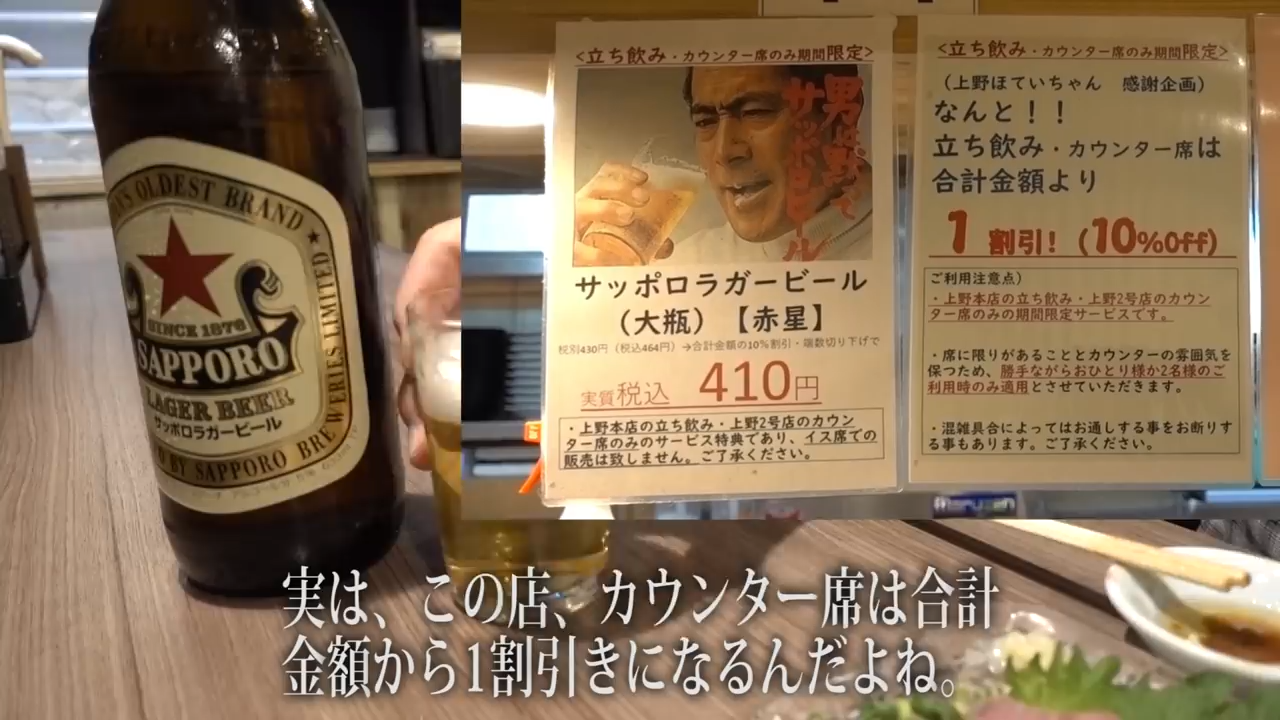 'S OLDEST BRAND ★
BREWERIES LIMITED
SINCE 1876
SAPPORO
LAGER BEER
サッポロラガービール
BY SAPPORO
<立ち飲み・カウンター席のみ期間限定>
男は黙って
サッポロビール
サッポロラガービール
（大瓶）【赤星】
税別430円（税込464円）→合計金額の10%割引・端数切り下げで
実質税込 410円
・上野本店の立ち飲み・上野2号店のカウン
ター席のみのサービス特典であり、イス席での
販売は致しません。ご了承ください。
<立ち飲み・カウンター席のみ期間限定>
（上野ほていちゃん 感謝企画）
なんと！！
立ち飲み・カウンター席は
合計金額より
1 割引!（10%Off）
ご利用注意点）
・上野本店の立ち飲み・上野2号店のカウン
ター席のみの期間限定サービスです。
・席に限りがあることとカウンターの雰囲気を
保つため、勝手ながらおひとり様か2名様のご
利用時のみ適用とさせていただきます。
・混雑具合によってはお通しする事をお断りす
る事もあります。ご了承ください。
実は、この店、カウンター席は合計
金額から1割引きになるんだよね。